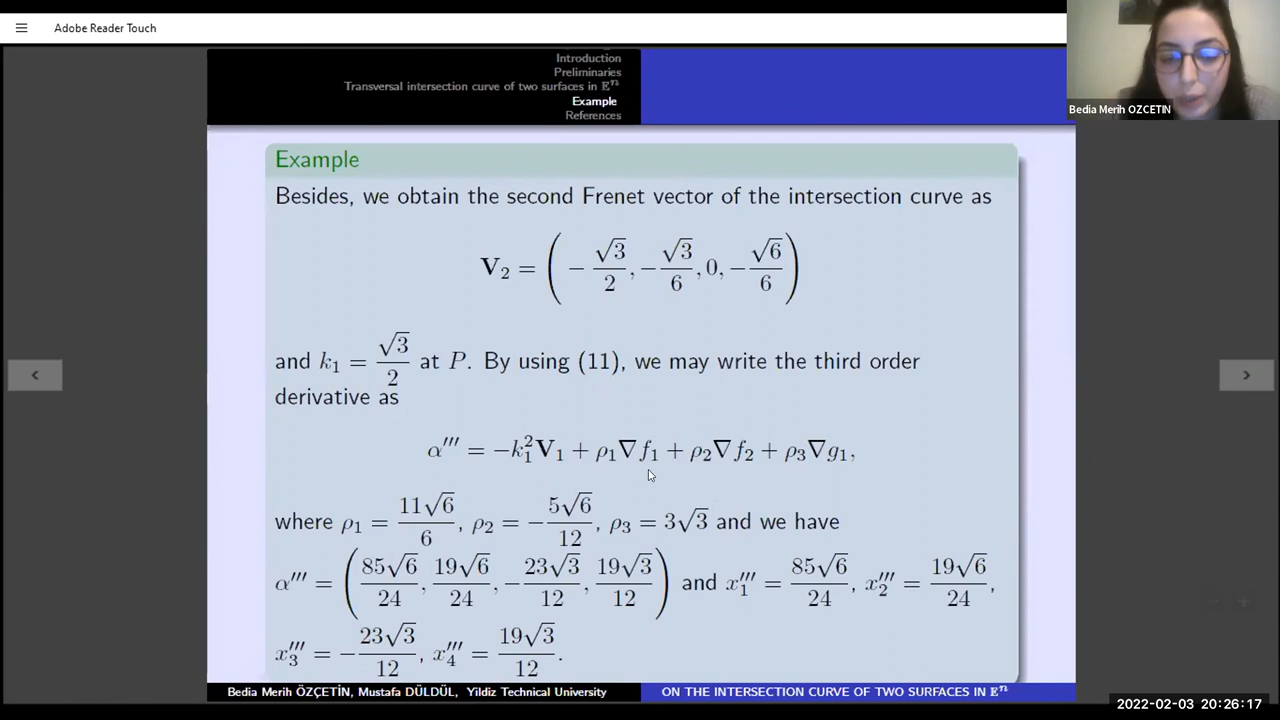 Adobe Reader Touch
Bedia Merih OZCETIN
Introduction
Preliminaries
Transversal intersection curve of two surfaces in 𝔼ⁿ
Example
References
Example
Besides, we obtain the second Frenet vector of the intersection curve as
V₂ = ( − √3/2, −√3/6, 0, −√6/6 )
and k₁ = √3/2 at P. By using (11), we may write the third order
derivative as
α′′′ = −k₁²V₁ + ρ₁∇f₁ + ρ₂∇f₂ + ρ₃∇g₁,
where ρ₁ = 11√6/6, ρ₂ = −5√6/12, ρ₃ = 3√3 and we have
α′′′ = ( 85√6/24, 19√6/24, −23√3/12, 19√3/12 ) and x₁′′′ = 85√6/24, x₂′′′ = 19√6/24,
x₃′′′ = −23√3/12, x₄′′′ = 19√3/12.
Bedia Merih ÖZÇETİN, Mustafa DÜLDÜL, Yildiz Technical University
ON THE INTERSECTION CURVE OF TWO SURFACES IN 𝔼ⁿ
2022-02-03 20:26:17